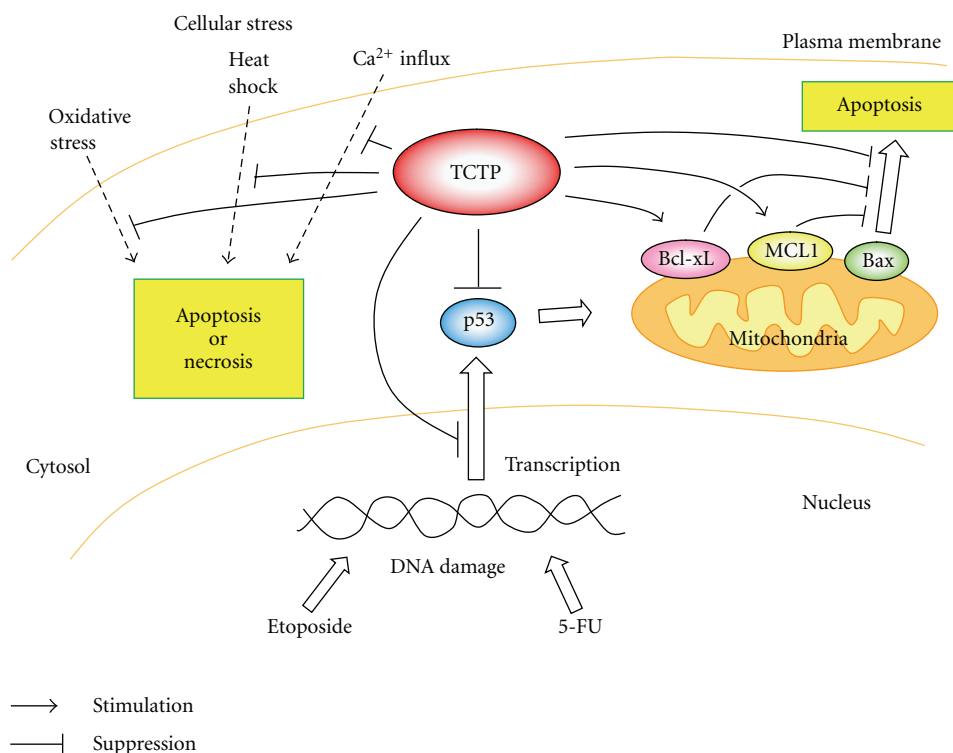 Cellular stress
Heat
shock
Ca²⁺ influx
Plasma membrane
Oxidative
stress
Apoptosis
TCTP
Bcl-xL
MCL1
Bax
Apoptosis
or
necrosis
p53
Mitochondria
Cytosol
Transcription
Nucleus
DNA damage
Etoposide
5-FU
Stimulation
Suppression